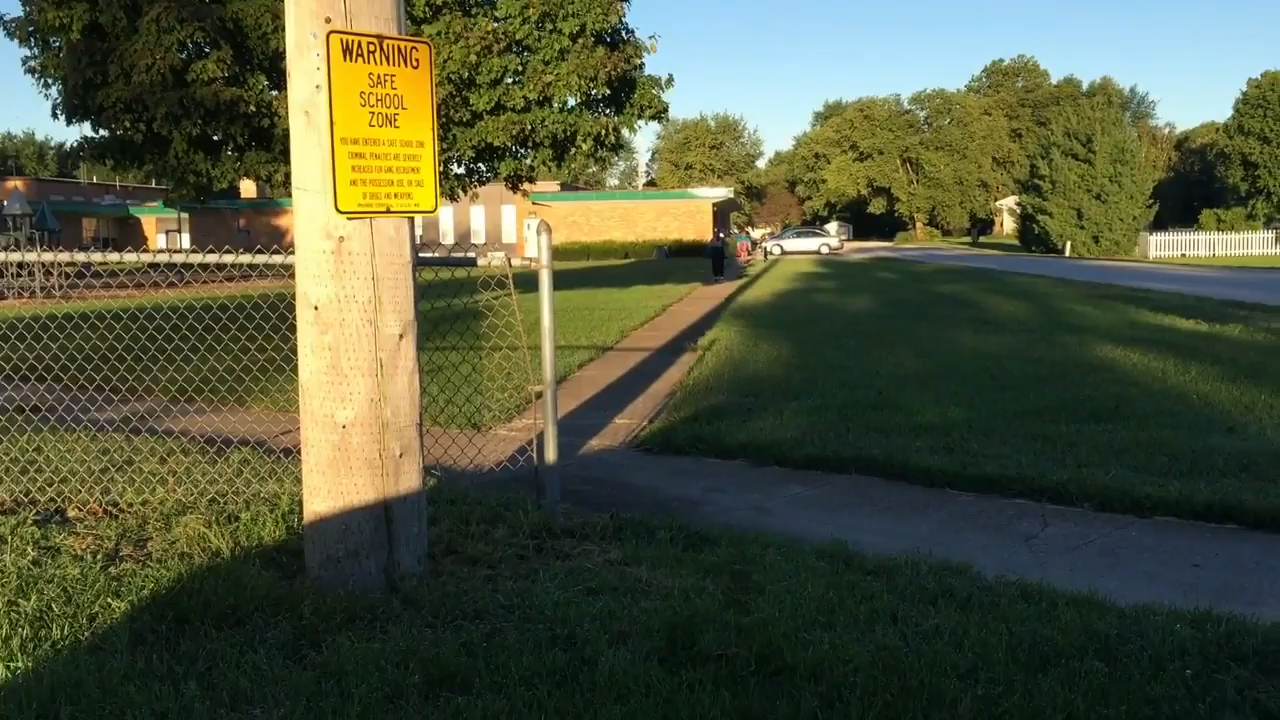 WARNING
SAFE
SCHOOL
ZONE
YOU HAVE ENTERED A SAFE SCHOOL ZONE
CRIMINAL PENALTIES ARE SEVERELY
INCREASED FOR GANG RECRUITMENT
AND THE POSSESSION, USE, OR SALE
OF DRUGS AND WEAPONS